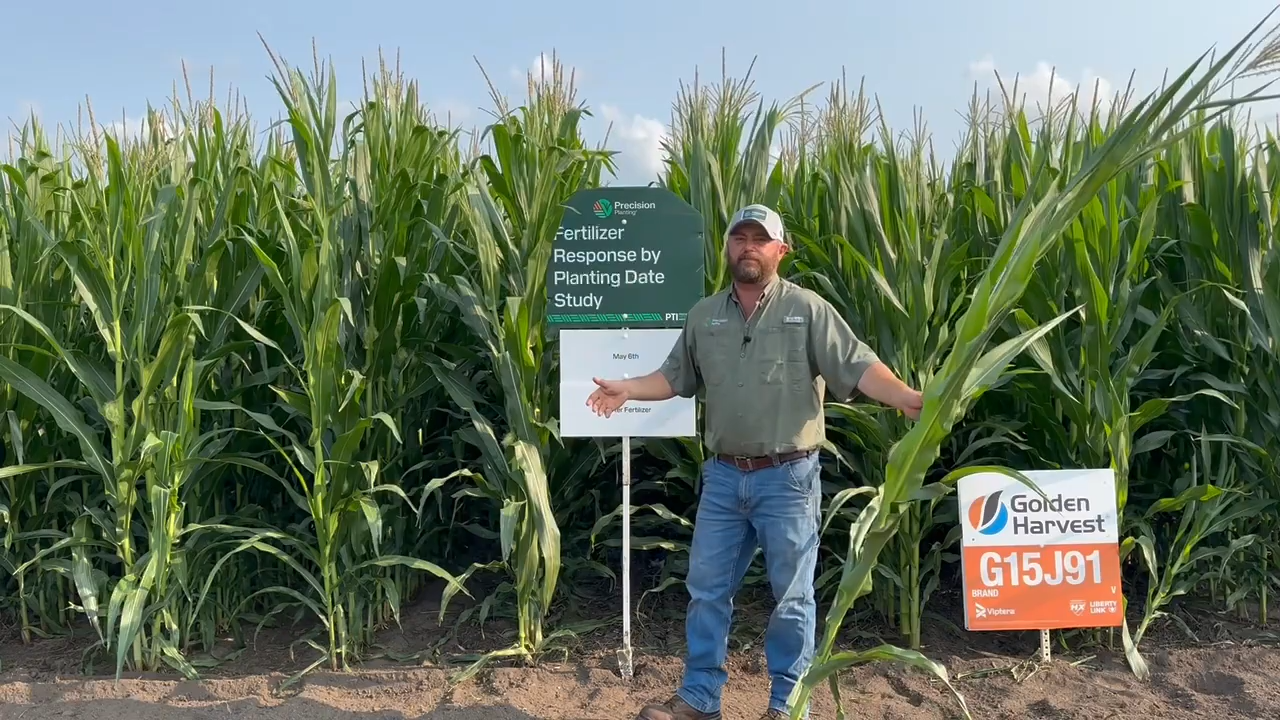 Precision
Planting
Fertilizer
Response by
Planting Date
Study
PTI
May 6th
Fertilizer
Golden
Harvest
G15J91
BRAND
V
Viptera
NX
LIBERTY
LINK